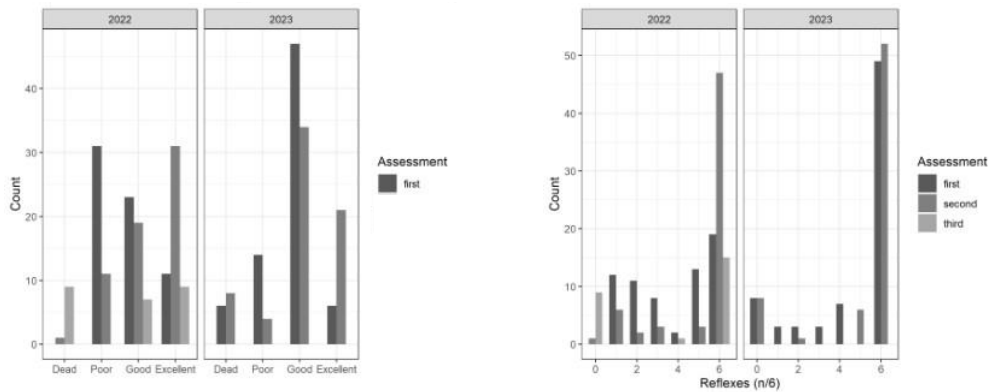 2022 2023
Count
40
30
20
10
0
Dead Poor Good Excellent Dead Poor Good Excellent
Assessment
first
2022 2023
Count
50
40
30
20
10
0
0 2 4 6 0 2 4 6
Reflexes (n/6)
Assessment
first
second
third